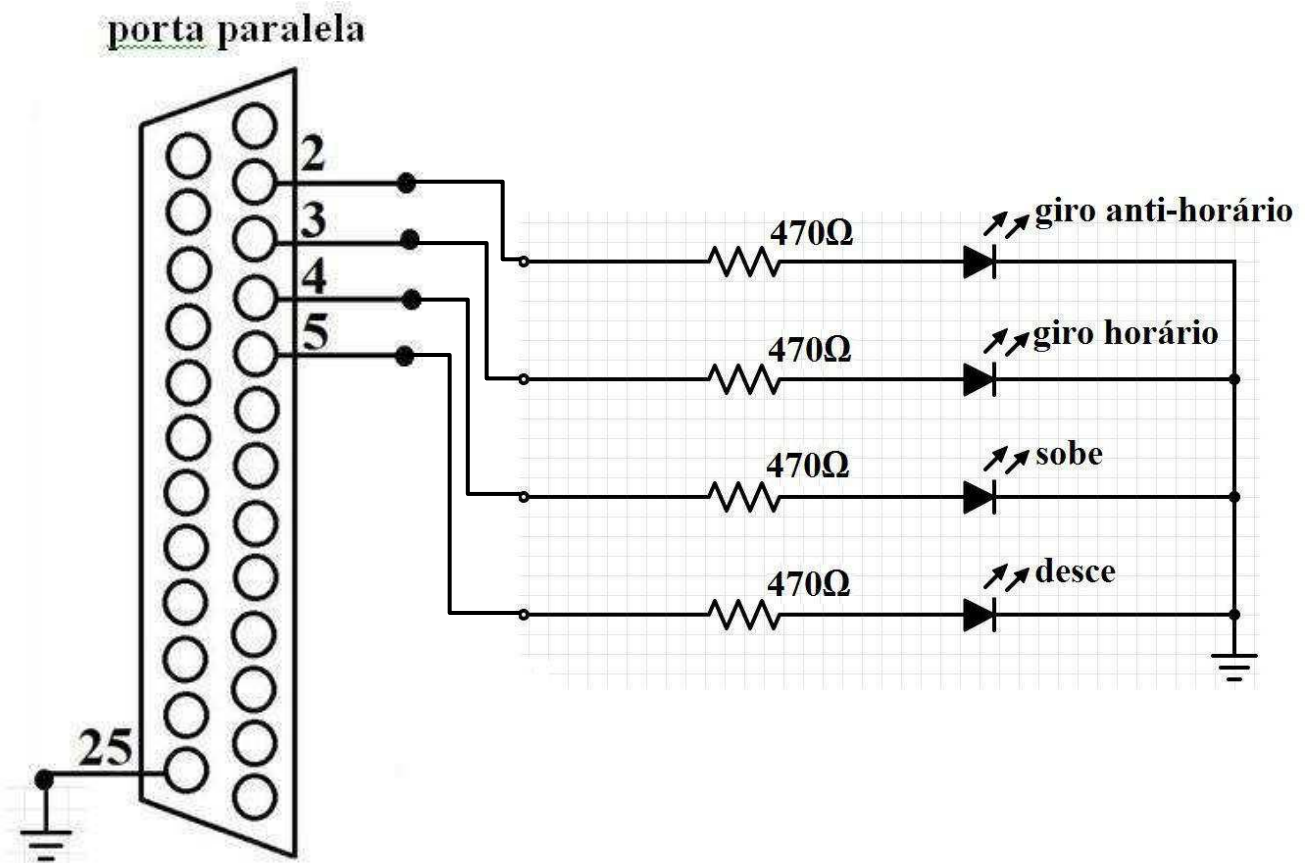 porta paralela
2
3
4
5
25
470Ω
giro anti-horário
470Ω
giro horário
470Ω
sobe
470Ω
desce